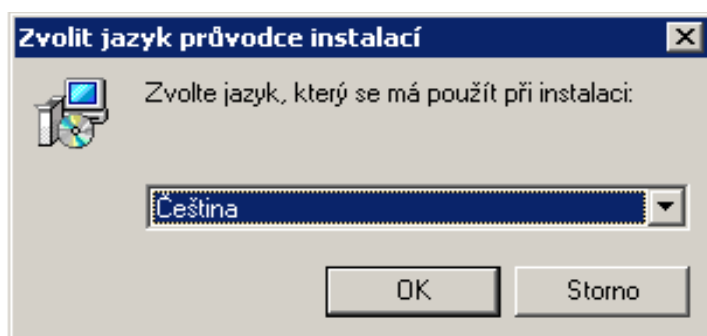 Zvolit jazyk průvodce instalací
Zvolte jazyk, který se má použít při instalaci:
Čeština
OK
Storno